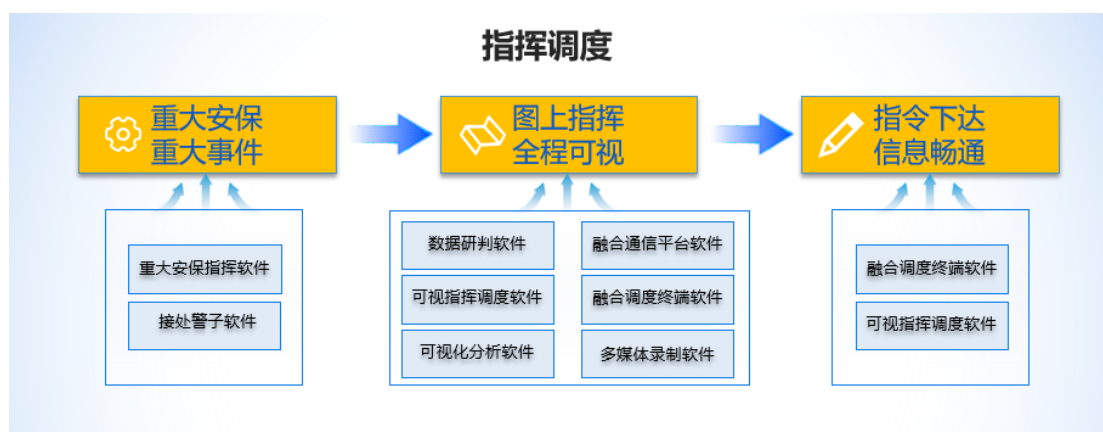 指挥调度
重大安保
重大事件
图上指挥
全程可视
指令下达
信息畅通
重大安保指挥软件
接处警子软件
数据研判软件
融合通信平台软件
可视指挥调度软件
融合调度终端软件
可视化分析软件
多媒体录制软件
融合调度终端软件
可视指挥调度软件